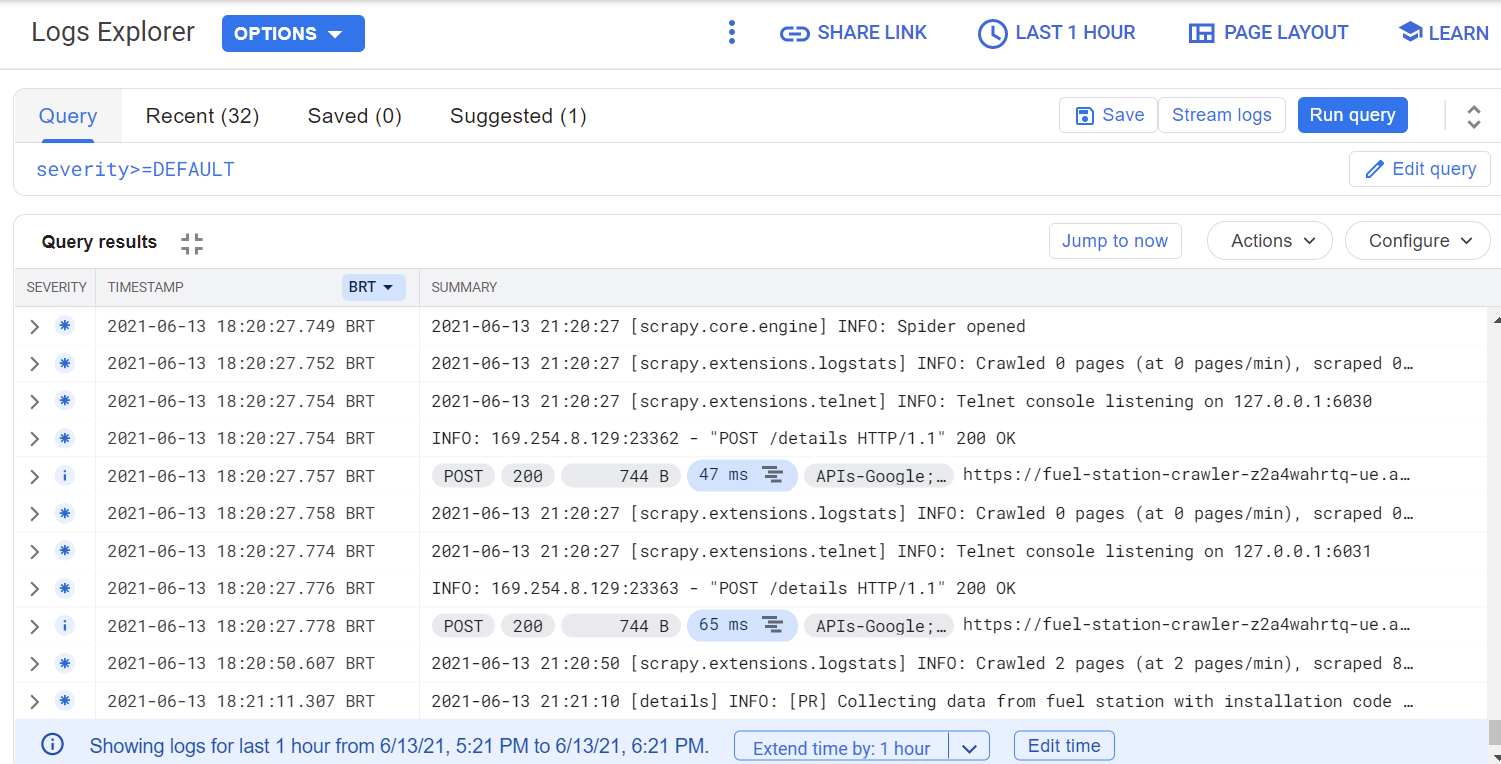 Logs Explorer OPTIONS SHARE LINK LAST 1 HOUR PAGE LAYOUT LEARN
Query Recent (32) Saved (0) Suggested (1) Save Stream logs Run query
severity>=DEFAULT Edit query
Query results Jump to now Actions Configure
SEVERITY TIMESTAMP BRT SUMMARY
2021-06-13 18:20:27.749 BRT 2021-06-13 21:20:27 [scrapy.core.engine] INFO: Spider opened
2021-06-13 18:20:27.752 BRT 2021-06-13 21:20:27 [scrapy.extensions.logstats] INFO: Crawled 0 pages (at 0 pages/min), scraped 0…
2021-06-13 18:20:27.754 BRT 2021-06-13 21:20:27 [scrapy.extensions.telnet] INFO: Telnet console listening on 127.0.0.1:6030
2021-06-13 18:20:27.754 BRT INFO: 169.254.8.129:23362 - "POST /details HTTP/1.1" 200 OK
2021-06-13 18:20:27.757 BRT POST 200 744 B 47 ms APIs-Google;… https://fuel-station-crawler-z2a4wahrtq-ue.a…
2021-06-13 18:20:27.758 BRT 2021-06-13 21:20:27 [scrapy.extensions.logstats] INFO: Crawled 0 pages (at 0 pages/min), scraped 0…
2021-06-13 18:20:27.774 BRT 2021-06-13 21:20:27 [scrapy.extensions.telnet] INFO: Telnet console listening on 127.0.0.1:6031
2021-06-13 18:20:27.776 BRT INFO: 169.254.8.129:23363 - "POST /details HTTP/1.1" 200 OK
2021-06-13 18:20:27.778 BRT POST 200 744 B 65 ms APIs-Google;… https://fuel-station-crawler-z2a4wahrtq-ue.a…
2021-06-13 18:20:50.607 BRT 2021-06-13 21:20:50 [scrapy.extensions.logstats] INFO: Crawled 2 pages (at 2 pages/min), scraped 8…
2021-06-13 18:21:11.307 BRT 2021-06-13 21:21:10 [details] INFO: [PR] Collecting data from fuel station with installation code …
Showing logs for last 1 hour from 6/13/21, 5:21 PM to 6/13/21, 6:21 PM. Extend time by: 1 hour Edit time